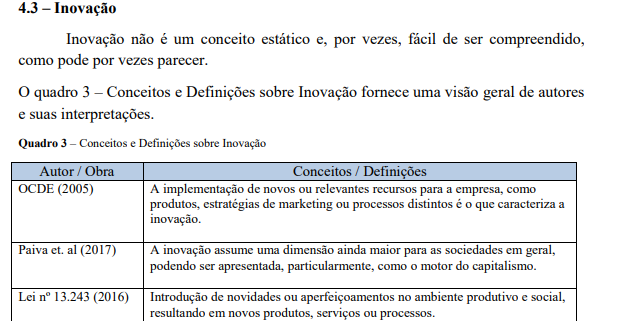 4.3 – Inovação
Inovação não é um conceito estático e, por vezes, fácil de ser compreendido,
como pode por vezes parecer.
O quadro 3 – Conceitos e Definições sobre Inovação fornece uma visão geral de autores
e suas interpretações.
Quadro 3 – Conceitos e Definições sobre Inovação
Autor / Obra Conceitos / Definições
OCDE (2005) A implementação de novos ou relevantes recursos para a empresa, como
produtos, estratégias de marketing ou processos distintos é o que caracteriza a
inovação.
Paiva et. al (2017) A inovação assume uma dimensão ainda maior para as sociedades em geral,
podendo ser apresentada, particularmente, como o motor do capitalismo.
Lei nº 13.243 (2016) Introdução de novidades ou aperfeiçoamentos no ambiente produtivo e social,
resultando em novos produtos, serviços ou processos.